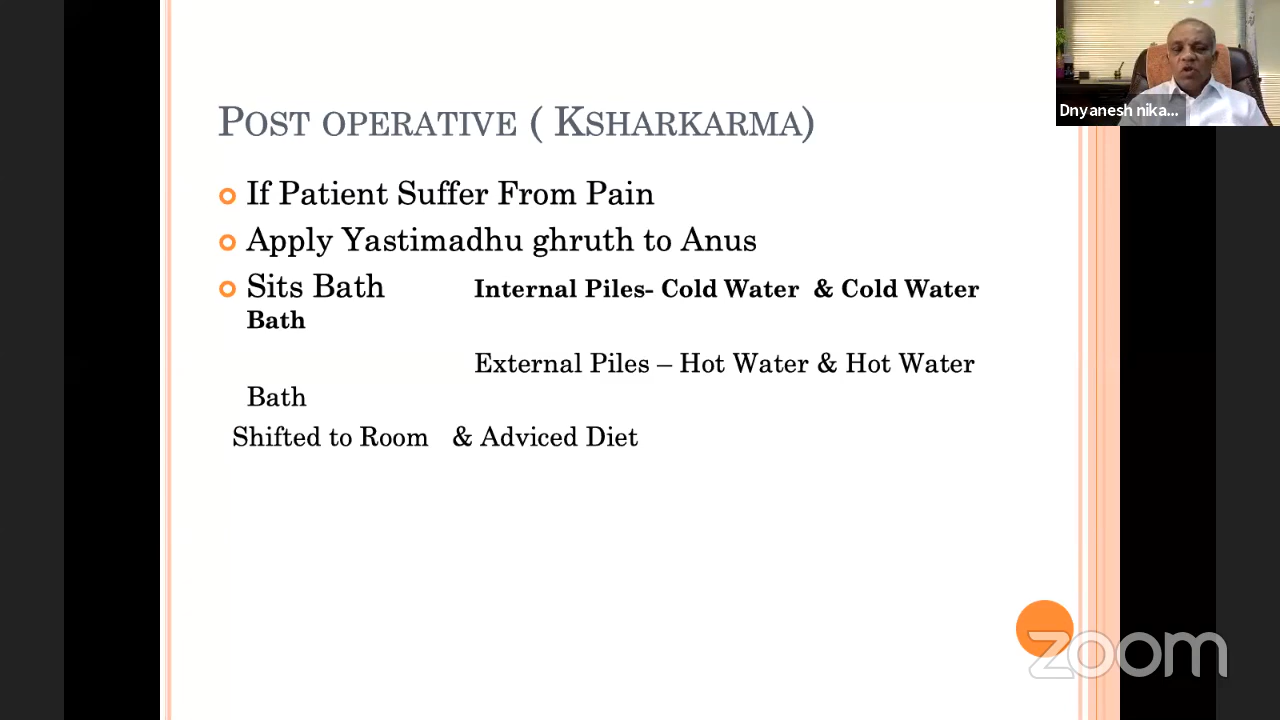 Dnyanesh nika...
POST OPERATIVE ( KSHARKARMA)
If Patient Suffer From Pain
Apply Yastimadhu ghruth to Anus
Sits Bath Internal Piles- Cold Water & Cold Water
Bath
External Piles – Hot Water & Hot Water
Bath
Shifted to Room & Adviced Diet
zoom